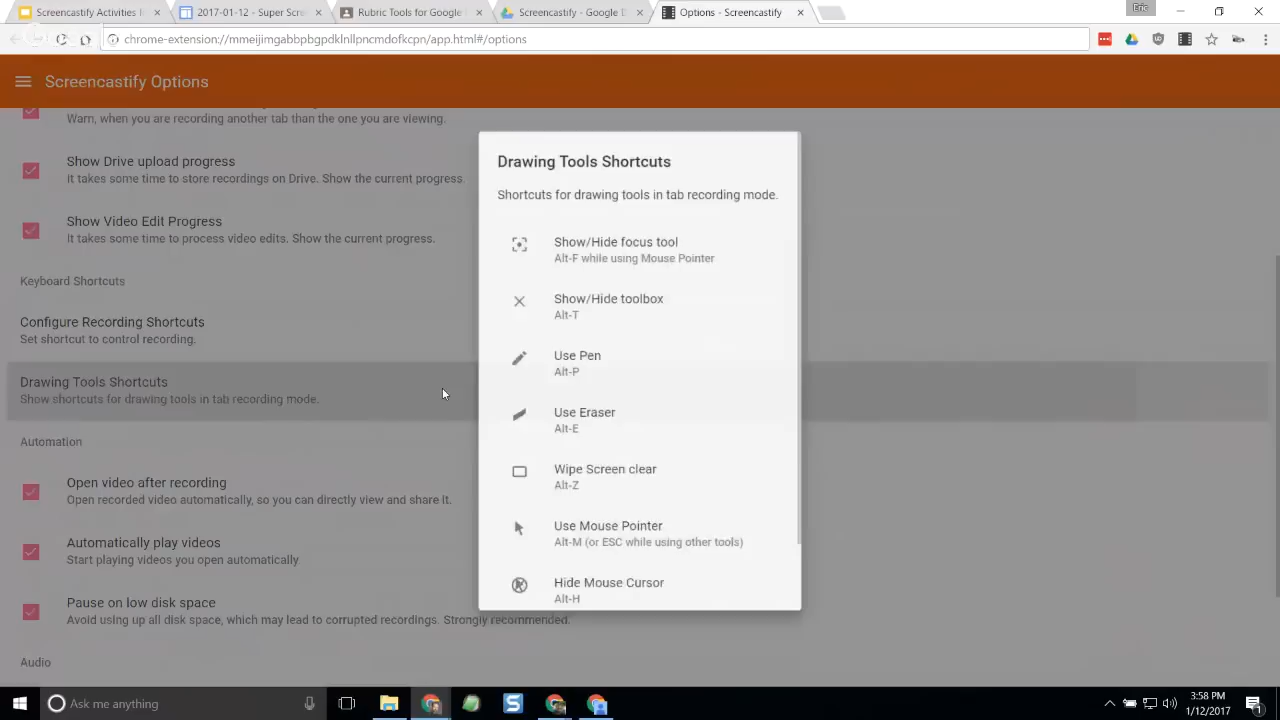 Screencastify Activities
2017-01-12 - Super Scre
Rubric Tools for Google
Screencastify - Google D
Options - Screencastify
Eric
chrome-extension://mmeijimgabbpbgpdklnllpncmdofkcpn/app.html#/options
Screencastify Options
Warn, when you are recording another tab than the one you are viewing.
Show Drive upload progress
It takes some time to store recordings on Drive. Show the current progress.
Show Video Edit Progress
It takes some time to process video edits. Show the current progress.
Keyboard Shortcuts
Configure Recording Shortcuts
Set shortcut to control recording.
Drawing Tools Shortcuts
Show shortcuts for drawing tools in tab recording mode.
Automation
Open video after recording
Open recorded video automatically, so you can directly view and share it.
Automatically play videos
Start playing videos you open automatically
Pause on low disk space
Avoid using up all disk space, which may lead to corrupted recordings. Strongly recommended.
Audio
Drawing Tools Shortcuts
Shortcuts for drawing tools in tab recording mode.
Show/Hide focus tool
Alt-F while using Mouse Pointer
Show/Hide toolbox
Alt-T
Use Pen
Alt-P
Use Eraser
Alt-E
Wipe Screen clear
Alt-Z
Use Mouse Pointer
Alt-M (or ESC while using other tools)
Hide Mouse Cursor
Alt-H
Ask me anything
3:58 PM
1/12/2017